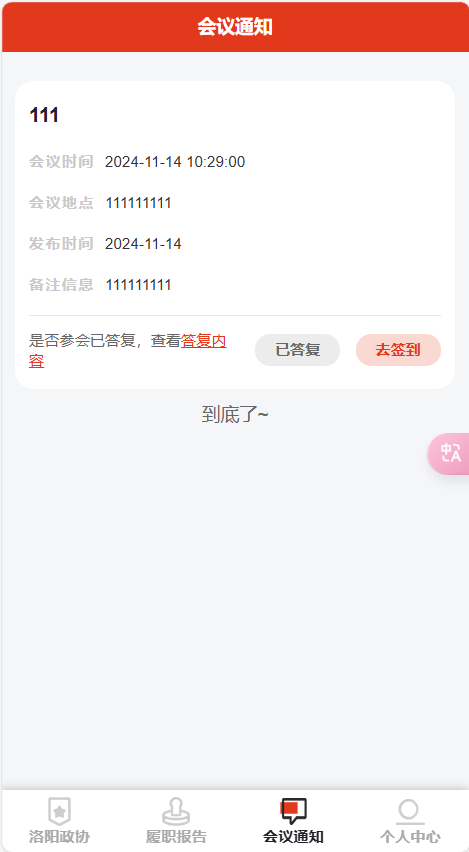 会议通知
111
会议时间 2024-11-14 10:29:00
会议地点 111111111
发布时间 2024-11-14
备注信息 111111111
是否参会已答复，查看答复内
容
已答复 去签到
到底了~
中A
洛阳政协 履职报告 会议通知 个人中心